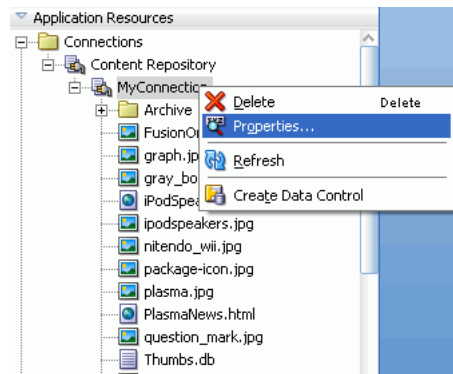 Application Resources
Connections
Content Repository
MyConnection
Archive
Delete Delete
FusionO
Properties...
graph.jp
gray_bo
Refresh
iPodSpea
Create Data Control
ipodspeakers.jpg
nitendo_wii.jpg
package-icon.jpg
plasma.jpg
PlasmaNews.html
question_mark.jpg
Thumbs.db